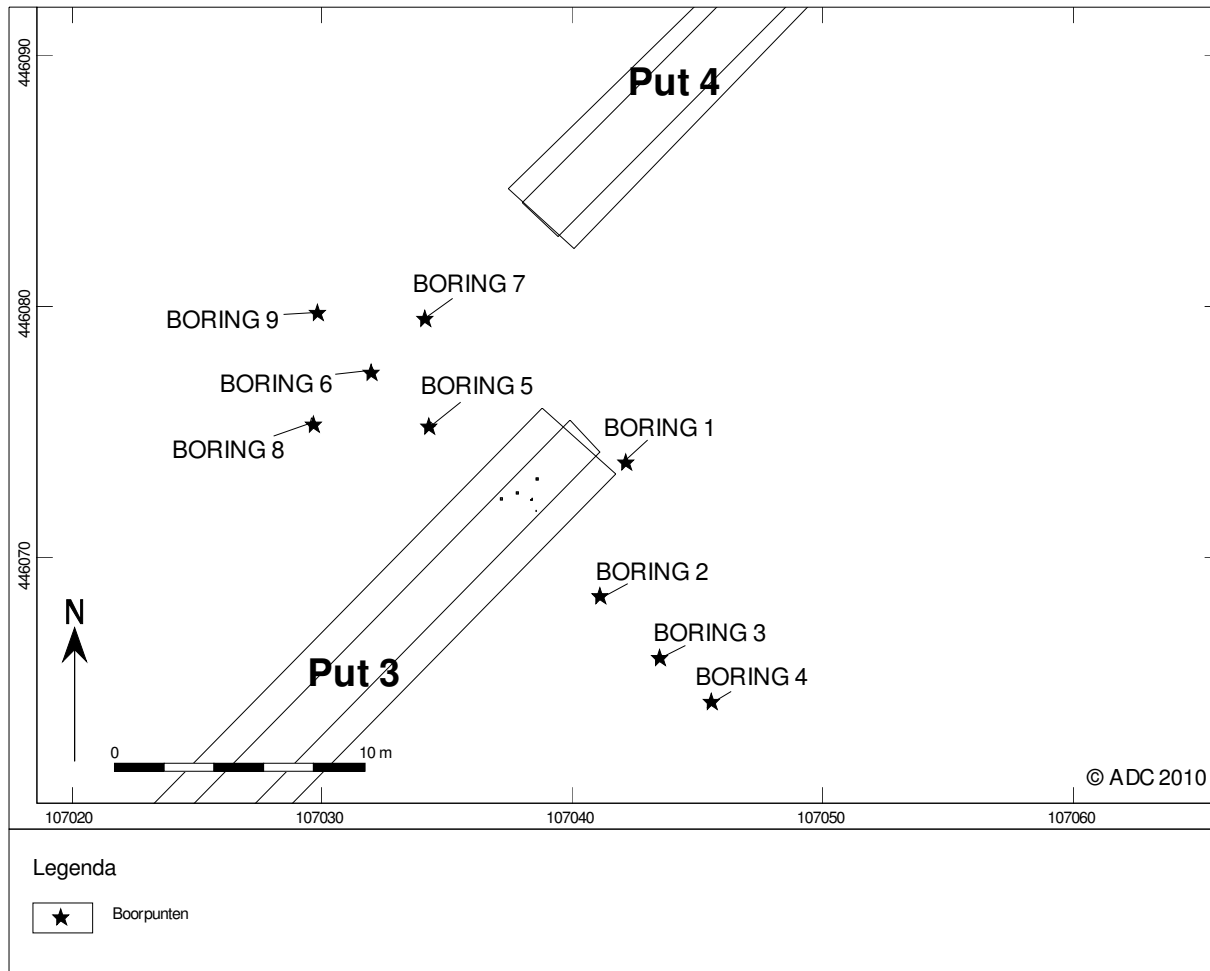 446090
Put 4
BORING 7
446080
BORING 9
BORING 6
BORING 5
BORING 1
BORING 8
446070
BORING 2
N
BORING 3
Put 3
BORING 4
0
10 m
© ADC 2010
107020
107030
107040
107050
107060
Legenda
Boorpunten